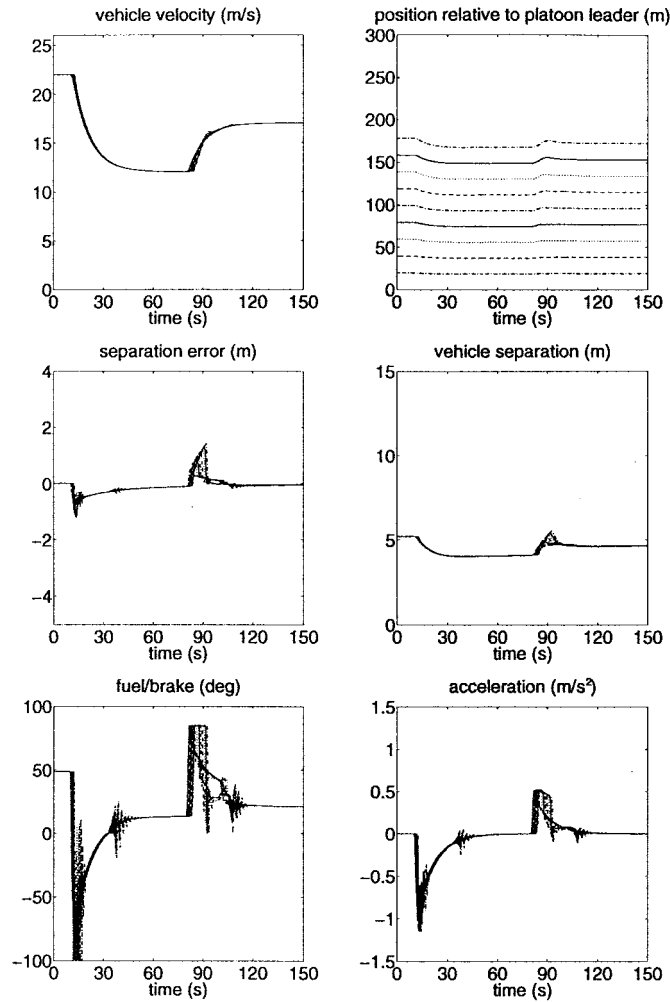 vehicle velocity (m/s)
25
20
15
10
5
0
0 30 60 90 120 150
time (s)
position relative to platoon leader (m)
300
250
200
150
100
50
0
0 30 60 90 120 150
time (s)
separation error (m)
4
2
0
−2
−4
0 30 60 90 120 150
time (s)
vehicle separation (m)
15
10
5
0
0 30 60 90 120 150
time (s)
fuel/brake (deg)
100
50
0
−50
−100
0 30 60 90 120 150
time (s)
acceleration (m/s²)
1.5
1
0.5
0
−0.5
−1
−1.5
0 30 60 90 120 150
time (s)